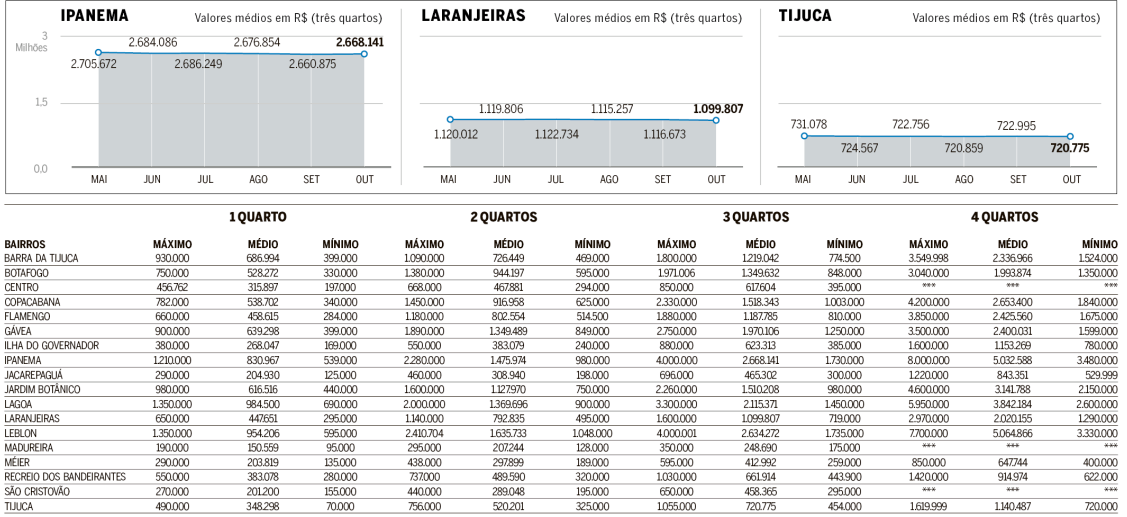 IPANEMA Valores médios em R$ (três quartos)
3 Milhões
1,5
0,0
2.705.672 2.684.086 2.686.249 2.676.854 2.660.875 2.668.141
MAI JUN JUL AGO SET OUT
LARANJEIRAS Valores médios em R$ (três quartos)
1.120.012 1.119.806 1.122.734 1.115.257 1.116.673 1.099.807
MAI JUN JUL AGO SET OUT
TIJUCA Valores médios em R$ (três quartos)
731.078 724.567 722.756 720.859 722.995 720.775
MAI JUN JUL AGO SET OUT
1 QUARTO 2 QUARTOS 3 QUARTOS 4 QUARTOS
BAIRROS MÁXIMO MÉDIO MÍNIMO MÁXIMO MÉDIO MÍNIMO MÁXIMO MÉDIO MÍNIMO MÁXIMO MÉDIO MÍNIMO
BARRA DA TIJUCA 930.000 686.994 399.000 1.090.000 726.449 469.000 1.800.000 1.219.042 774.500 3.549.998 2.336.966 1.524.000
BOTAFOGO 750.000 528.272 330.000 1.380.000 944.197 595.000 1.971.006 1.349.632 848.000 3.040.000 1.993.874 1.350.000
CENTRO 456.762 315.897 197.000 668.000 467.881 294.000 850.000 617.604 395.000 *** *** ***
COPACABANA 782.000 538.702 340.000 1.450.000 916.958 625.000 2.330.000 1.518.343 1.003.000 4.200.000 2.653.400 1.840.000
FLAMENGO 660.000 458.615 284.000 1.180.000 802.554 514.500 1.880.000 1.187.785 810.000 3.850.000 2.425.560 1.675.000
GÁVEA 900.000 639.298 399.000 1.890.000 1.349.489 849.000 2.750.000 1.970.106 1.250.000 3.500.000 2.400.031 1.599.000
ILHA DO GOVERNADOR 380.000 268.047 169.000 550.000 383.079 240.000 880.000 623.313 385.000 1.600.000 1.153.269 780.000
IPANEMA 1.210.000 830.967 539.000 2.280.000 1.475.974 980.000 4.000.000 2.668.141 1.730.000 8.000.000 5.032.588 3.480.000
JACAREPAGUÁ 290.000 204.930 125.000 460.000 308.940 198.000 696.000 465.302 300.000 1.220.000 843.351 529.999
JARDIM BOTÂNICO 980.000 616.516 440.000 1.600.000 1.127.970 750.000 2.260.000 1.510.208 980.000 4.600.000 3.141.788 2.150.000
LAGOA 1.350.000 984.500 690.000 2.000.000 1.369.696 900.000 3.300.000 2.115.371 1.450.000 5.950.000 3.842.184 2.600.000
LARANJEIRAS 650.000 447.651 295.000 1.140.000 792.835 495.000 1.600.000 1.099.807 719.000 2.970.000 2.020.155 1.290.000
LEBLON 1.350.000 954.206 595.000 2.410.704 1.635.733 1.048.000 4.000.001 2.634.272 1.735.000 7.700.000 5.064.866 3.330.000
MADUREIRA 190.000 150.559 95.000 295.000 207.244 128.000 350.000 248.690 175.000 *** *** ***
MÉIER 290.000 203.819 135.000 438.000 297.899 189.000 595.000 412.992 259.000 850.000 647.744 400.000
RECREIO DOS BANDEIRANTES 550.000 383.078 280.000 737.000 489.590 320.000 1.030.000 661.914 443.900 1.420.000 914.974 622.000
SÃO CRISTOVÃO 270.000 201.200 155.000 440.000 289.048 195.000 650.000 458.365 295.000 *** *** ***
TIJUCA 490.000 348.298 70.000 756.000 520.201 325.000 1.055.000 720.775 454.000 1.619.999 1.140.487 720.000